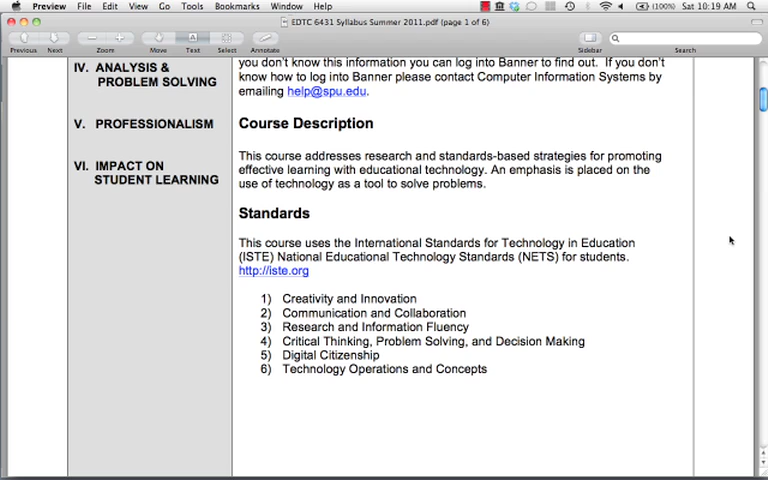 Preview File Edit View Go Tools Bookmarks Window Help (100%) Sat 10:19 AM
EDTC 6431 Syllabus Summer 2011.pdf (page 1 of 6)
Previous Next Zoom Move Text Select Annotate Sidebar Search
IV. ANALYSIS &
PROBLEM SOLVING
V. PROFESSIONALISM
VI. IMPACT ON
STUDENT LEARNING
you don't know this information you can log into Banner to find out. If you don't
know how to log into Banner please contact Computer Information Systems by
emailing help@spu.edu.
Course Description
This course addresses research and standards-based strategies for promoting
effective learning with educational technology. An emphasis is placed on the
use of technology as a tool to solve problems.
Standards
This course uses the International Standards for Technology in Education
(ISTE) National Educational Technology Standards (NETS) for students.
http://iste.org
1) Creativity and Innovation
2) Communication and Collaboration
3) Research and Information Fluency
4) Critical Thinking, Problem Solving, and Decision Making
5) Digital Citizenship
6) Technology Operations and Concepts